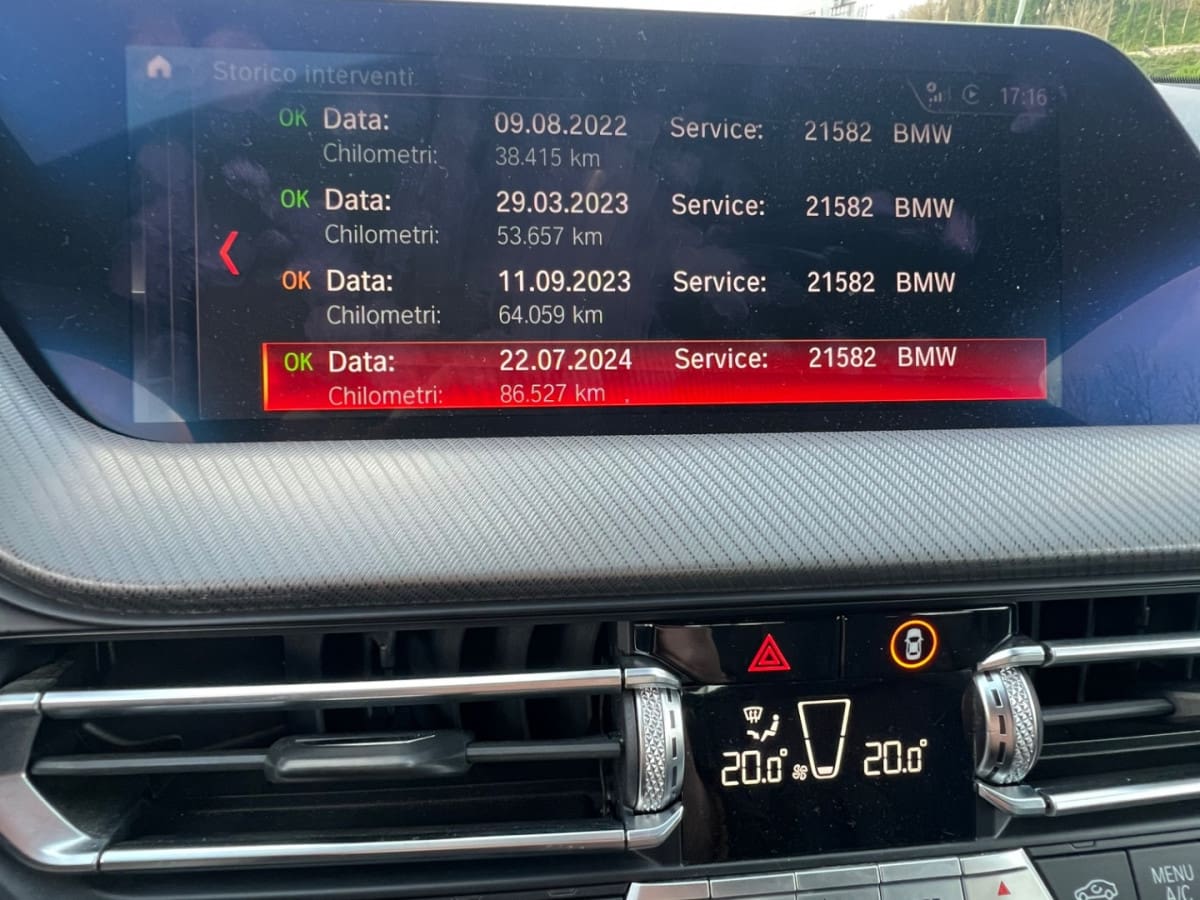 Storico interventi
17:16
OK Data: 09.08.2022 Service: 21582 BMW
Chilometri: 38.415 km
OK Data: 29.03.2023 Service: 21582 BMW
Chilometri: 53.657 km
OK Data: 11.09.2023 Service: 21582 BMW
Chilometri: 64.059 km
OK Data: 22.07.2024 Service: 21582 BMW
Chilometri: 86.527 km
20.0° 20.0°
MENU
A/C